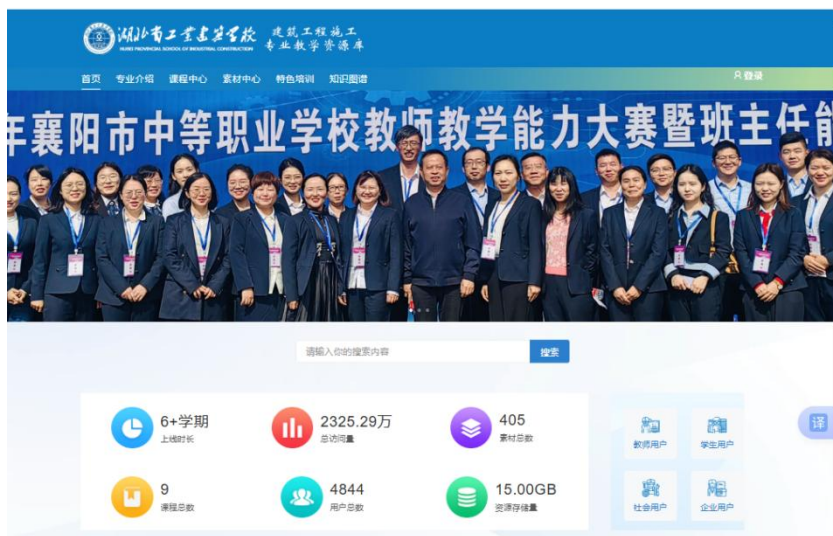 湖北省工业建筑学校
HUBEI PROVINCIAL SCHOOL OF INDUSTRIAL CONSTRUCTION
建筑工程施工
专业教学资源库
首页 专业介绍 课程中心 素材中心 特色培训 知识图谱 登录
年襄阳市中等职业学校教师教学能力大赛暨班主任能
请输入你的搜索内容 搜索
6+学期 2325.29万 405
上线时长 总访问量 素材总数
教师用户 学生用户
译
9 4844 15.00GB
课程总数 用户总数 资源存储量
社会用户 企业用户